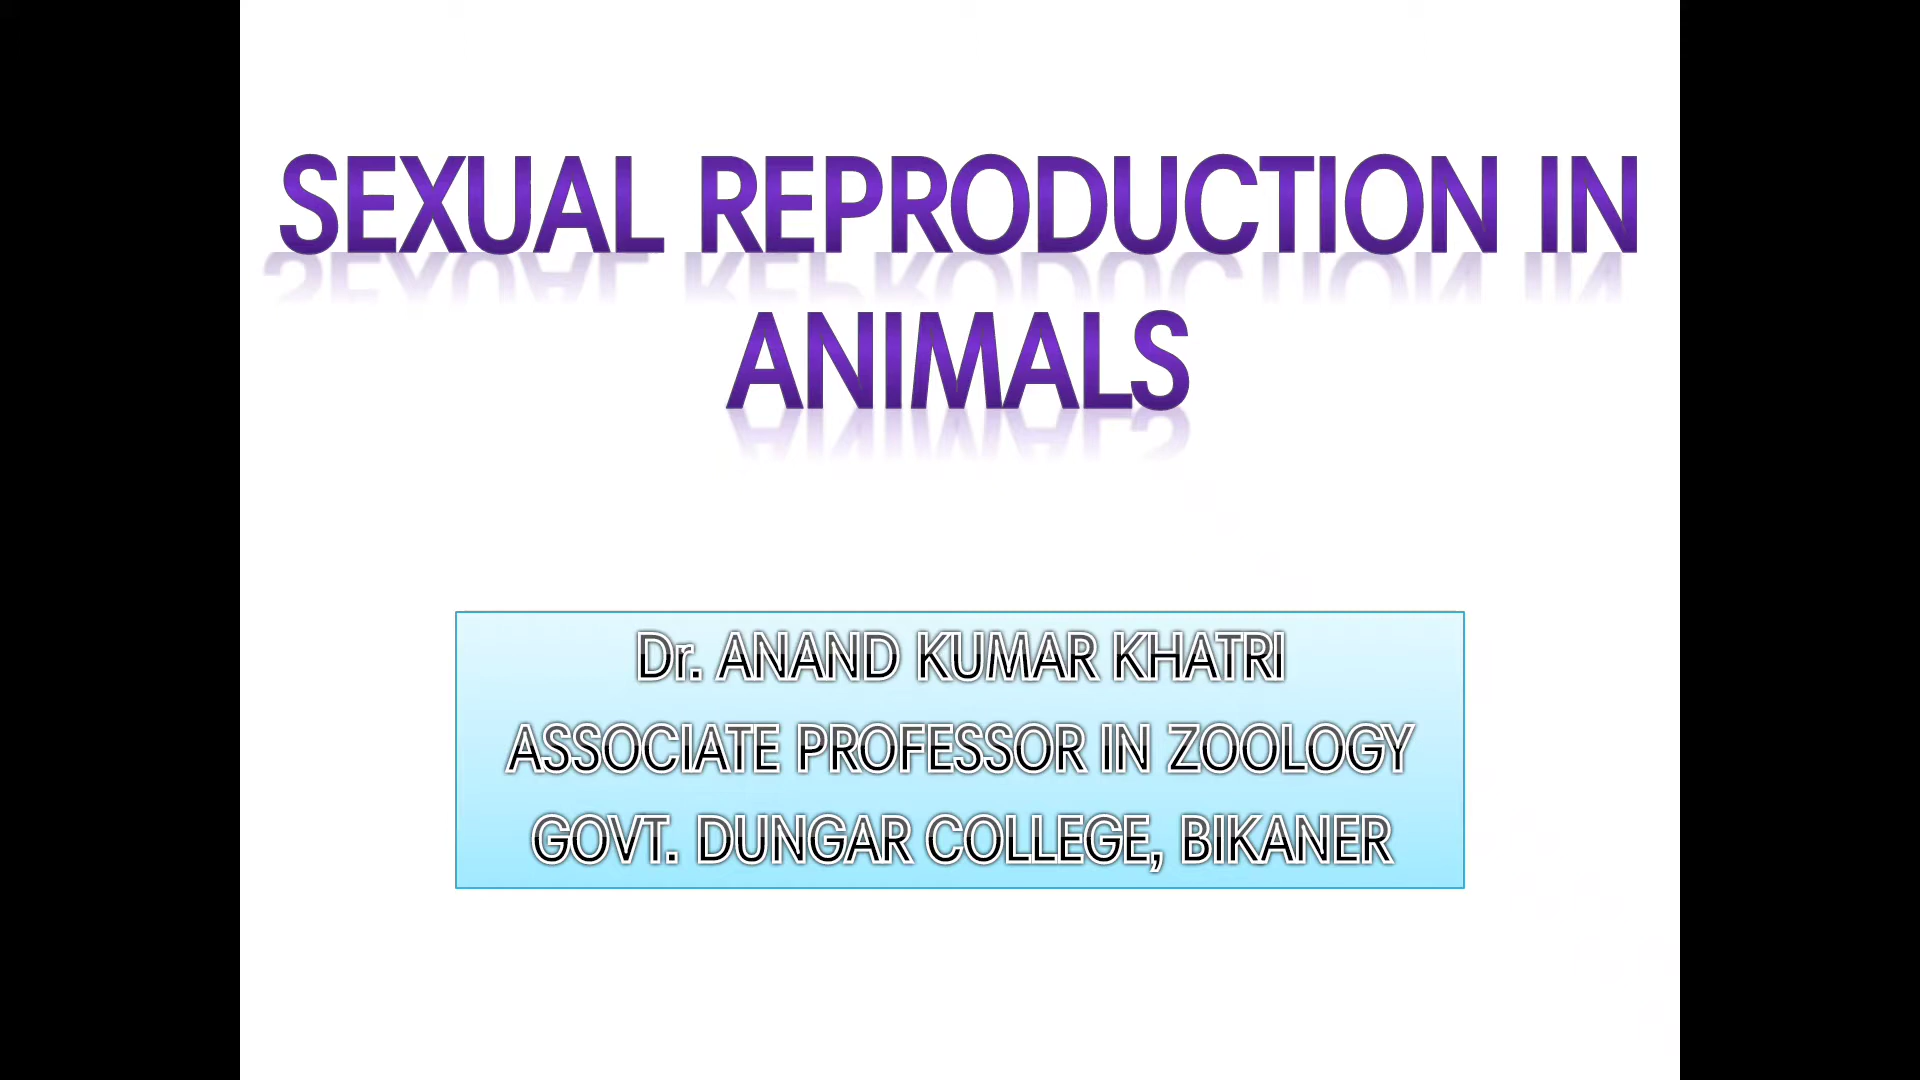 SEXUAL REPRODUCTION IN
ANIMALS
Dr. ANAND KUMAR KHATRI
ASSOCIATE PROFESSOR IN ZOOLOGY
GOVT. DUNGAR COLLEGE, BIKANER